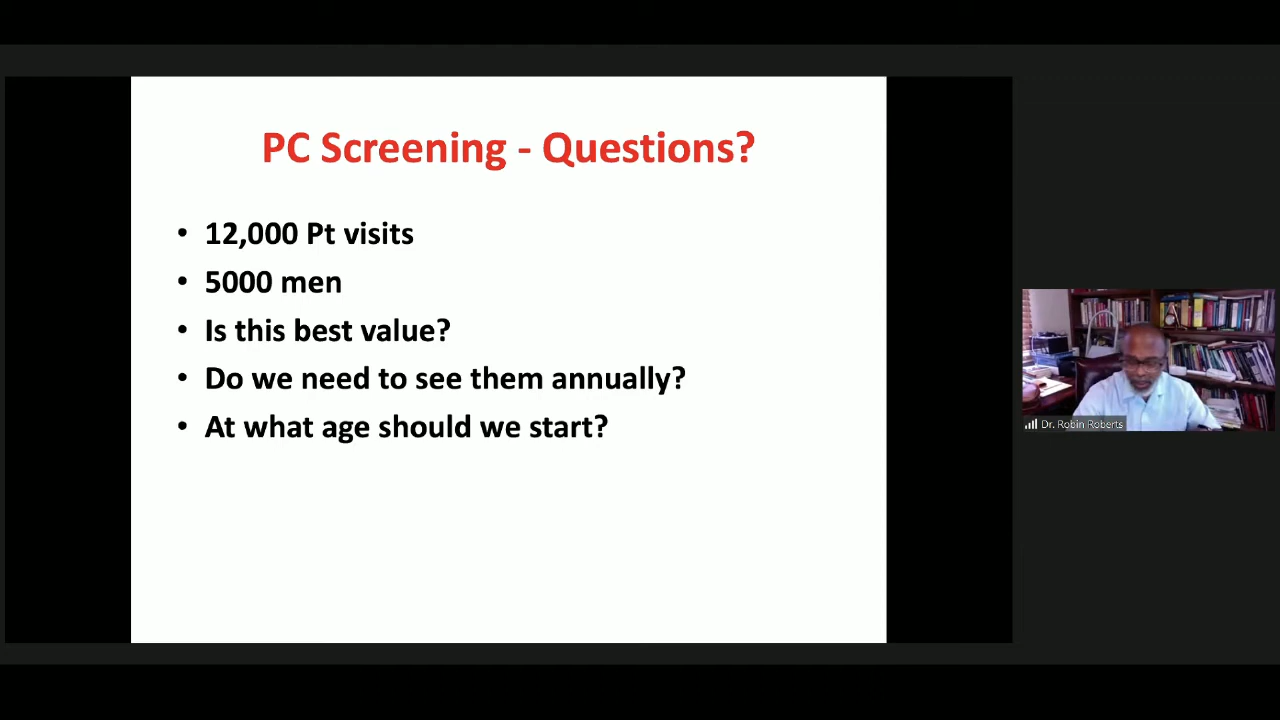 PC Screening - Questions?
• 12,000 Pt visits
• 5000 men
• Is this best value?
• Do we need to see them annually?
• At what age should we start?
Dr. Robin Roberts